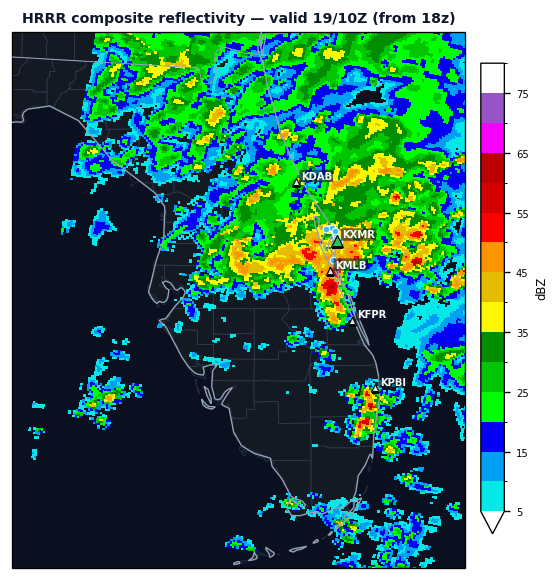 HRRR composite reflectivity — valid 19/10Z (from 18z)
KDAB
KXMR
KMLB
KFPR
KPBI
75
65
55
45
35
25
15
5
dBZ